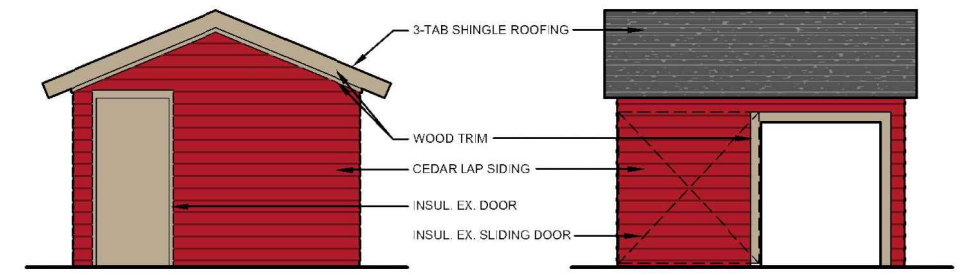 3-TAB SHINGLE ROOFING
WOOD TRIM
CEDAR LAP SIDING
INSUL. EX. DOOR
INSUL. EX. SLIDING DOOR